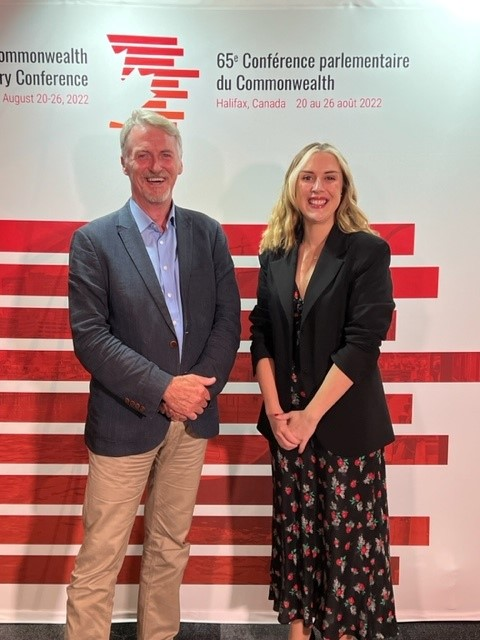 ommonwealth
ry Conference
August 20-26, 2022
65e Conférence parlementaire
du Commonwealth
Halifax, Canada 20 au 26 août 2022